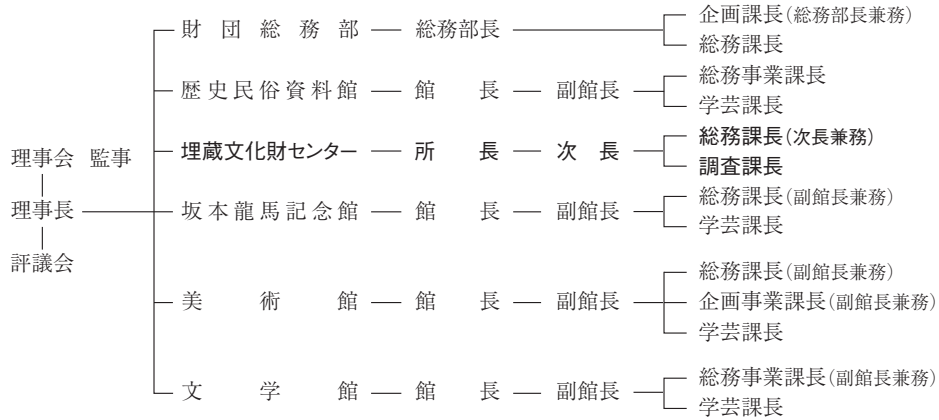 財団総務部 総務部長 企画課長(総務部長兼務)
総務課長
歴史民俗資料館 館長 副館長 総務事業課長
学芸課長
埋蔵文化財センター 所長 次長 総務課長(次長兼務)
調査課長
理事会 監事
理事長
評議会
坂本龍馬記念館 館長 副館長 総務課長(副館長兼務)
学芸課長
美術館 館長 副館長 総務課長(副館長兼務)
企画事業課長(副館長兼務)
学芸課長
文学館 館長 副館長 総務事業課長(副館長兼務)
学芸課長